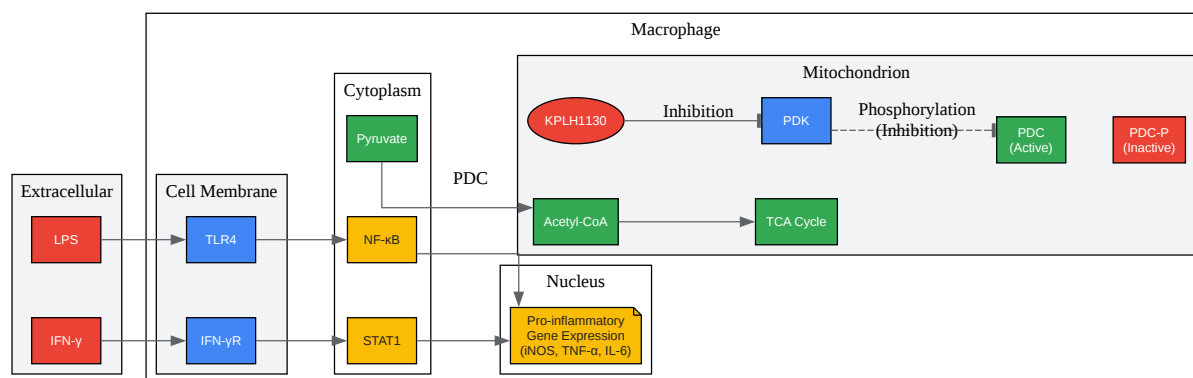 Macrophage
Mitochondrion
Cytoplasm
KPLH1130
Inhibition
PDK
Phosphorylation
(Inhibition)
PDC
(Active)
PDC-P
(Inactive)
Pyruvate
PDC
Extracellular
Cell Membrane
Acetyl-CoA
TCA Cycle
LPS
TLR4
NF-κB
Nucleus
IFN-γ
IFN-γR
STAT1
Pro-inflammatory
Gene Expression
(iNOS, TNF-α, IL-6)